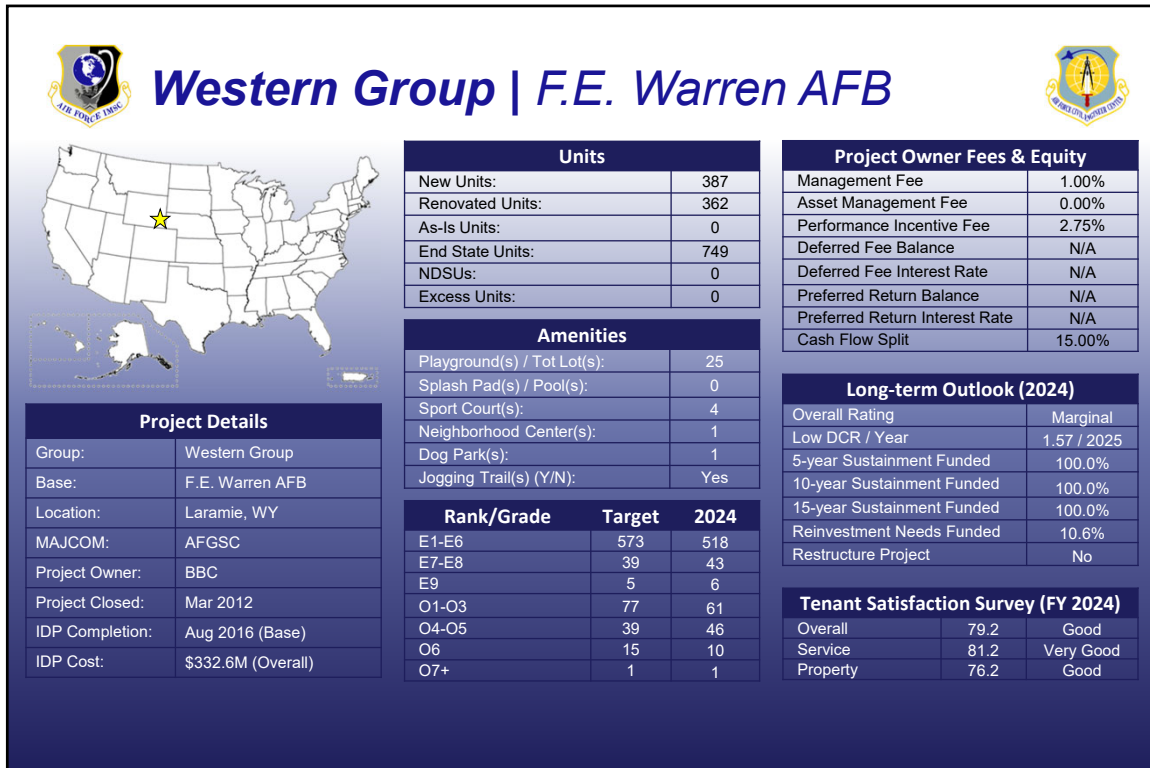 Western Group | F.E. Warren AFB
AIR FORCE IMSC
AIR FORCE CIVIL ENGINEER CENTER
Project Details
Group: Western Group
Base: F.E. Warren AFB
Location: Laramie, WY
MAJCOM: AFGSC
Project Owner: BBC
Project Closed: Mar 2012
IDP Completion: Aug 2016 (Base)
IDP Cost: $332.6M (Overall)
Units
New Units: 387
Renovated Units: 362
As-Is Units: 0
End State Units: 749
NDSUs: 0
Excess Units: 0
Amenities
Playground(s) / Tot Lot(s): 25
Splash Pad(s) / Pool(s): 0
Sport Court(s): 4
Neighborhood Center(s): 1
Dog Park(s): 1
Jogging Trail(s) (Y/N): Yes
Rank/Grade Target 2024
E1-E6 573 518
E7-E8 39 43
E9 5 6
O1-O3 77 61
O4-O5 39 46
O6 15 10
O7+ 1 1
Project Owner Fees & Equity
Management Fee 1.00%
Asset Management Fee 0.00%
Performance Incentive Fee 2.75%
Deferred Fee Balance N/A
Deferred Fee Interest Rate N/A
Preferred Return Balance N/A
Preferred Return Interest Rate N/A
Cash Flow Split 15.00%
Long-term Outlook (2024)
Overall Rating Marginal
Low DCR / Year 1.57 / 2025
5-year Sustainment Funded 100.0%
10-year Sustainment Funded 100.0%
15-year Sustainment Funded 100.0%
Reinvestment Needs Funded 10.6%
Restructure Project No
Tenant Satisfaction Survey (FY 2024)
Overall 79.2 Good
Service 81.2 Very Good
Property 76.2 Good